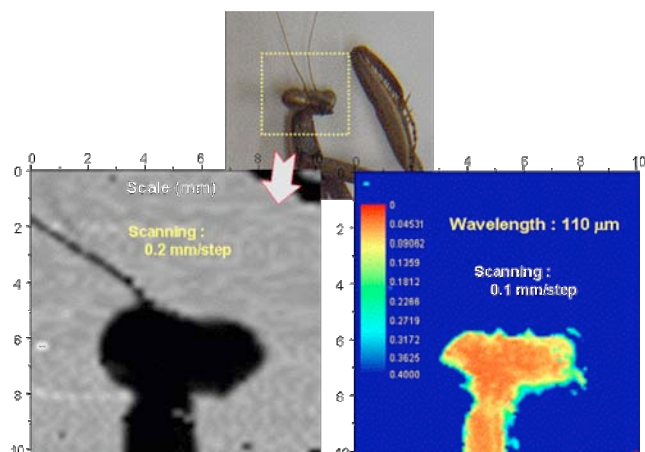 0 2 4 6 8 10
Scale (mm)
Scanning :
0.2 mm/step
0
2
4
6
8
10
4 6 8 10
0
2
4
6
8
10
0
0.04531
0.09062
0.1359
0.1812
0.2266
0.2719
0.3172
0.3625
0.4000
Wavelength : 110 μm
Scanning :
0.1 mm/step